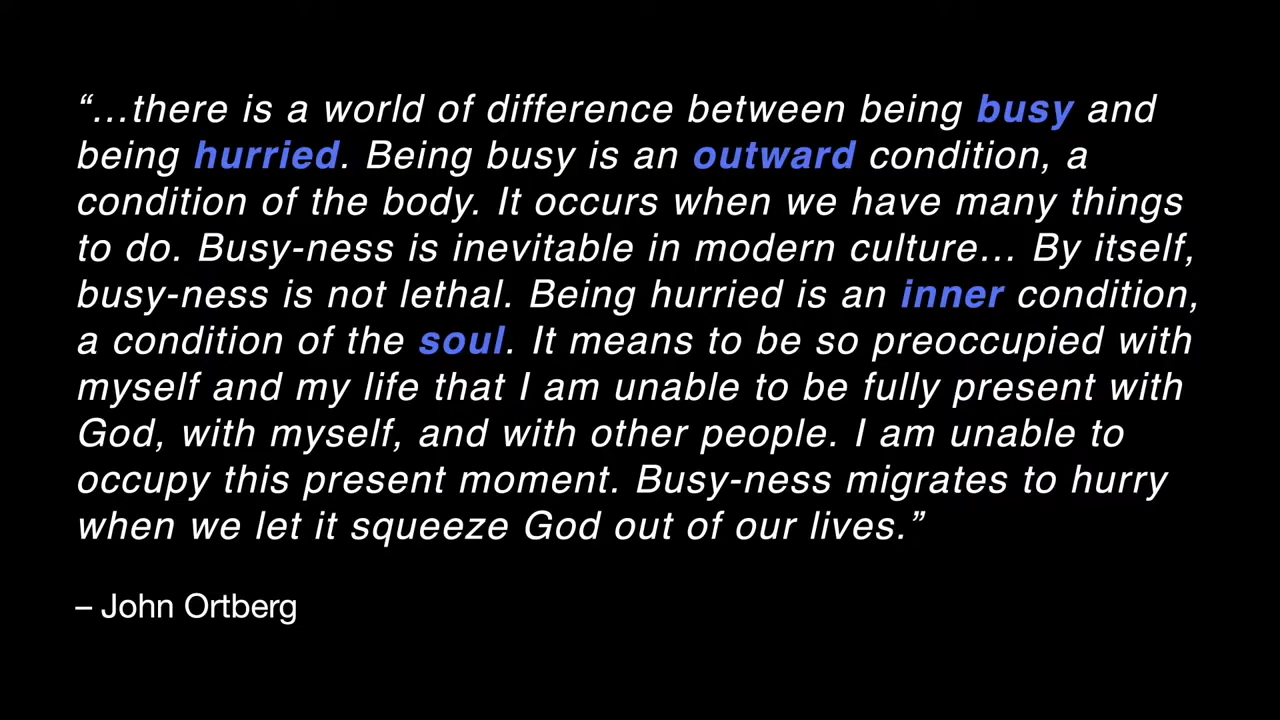 “…there is a world of difference between being busy and
being hurried. Being busy is an outward condition, a
condition of the body. It occurs when we have many things
to do. Busy-ness is inevitable in modern culture… By itself,
busy-ness is not lethal. Being hurried is an inner condition,
a condition of the soul. It means to be so preoccupied with
myself and my life that I am unable to be fully present with
God, with myself, and with other people. I am unable to
occupy this present moment. Busy-ness migrates to hurry
when we let it squeeze God out of our lives.”
– John Ortberg